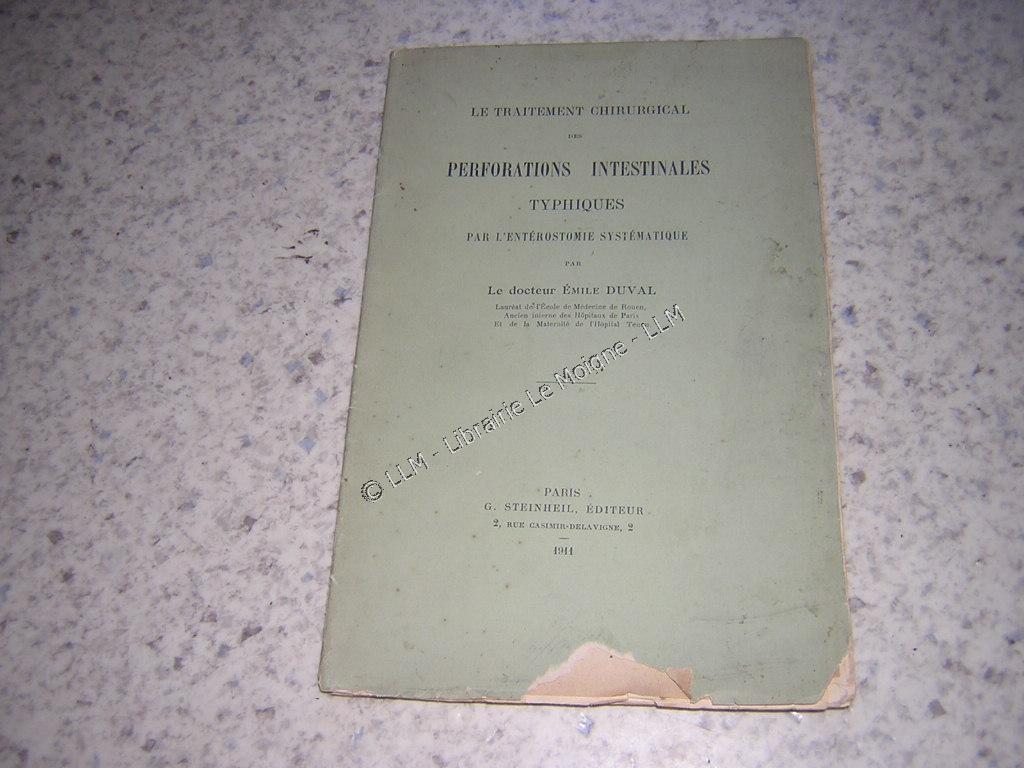 LE TRAITEMENT CHIRURGICAL
DES
PERFORATIONS INTESTINALES
TYPHIQUES
PAR L'ENTÉROSTOMIE SYSTÉMATIQUE
PAR
Le docteur ÉMILE DUVAL
Lauréat de l'École de Médecine de Rouen,
Ancien interne des Hôpitaux de Paris
Et de la Maternité de l'Hôpital Tenon
© LLM - Librairie Le Moigne - LLM
PARIS
G. STEINHEIL, ÉDITEUR
2, RUE CASIMIR-DELAVIGNE, 2
1911